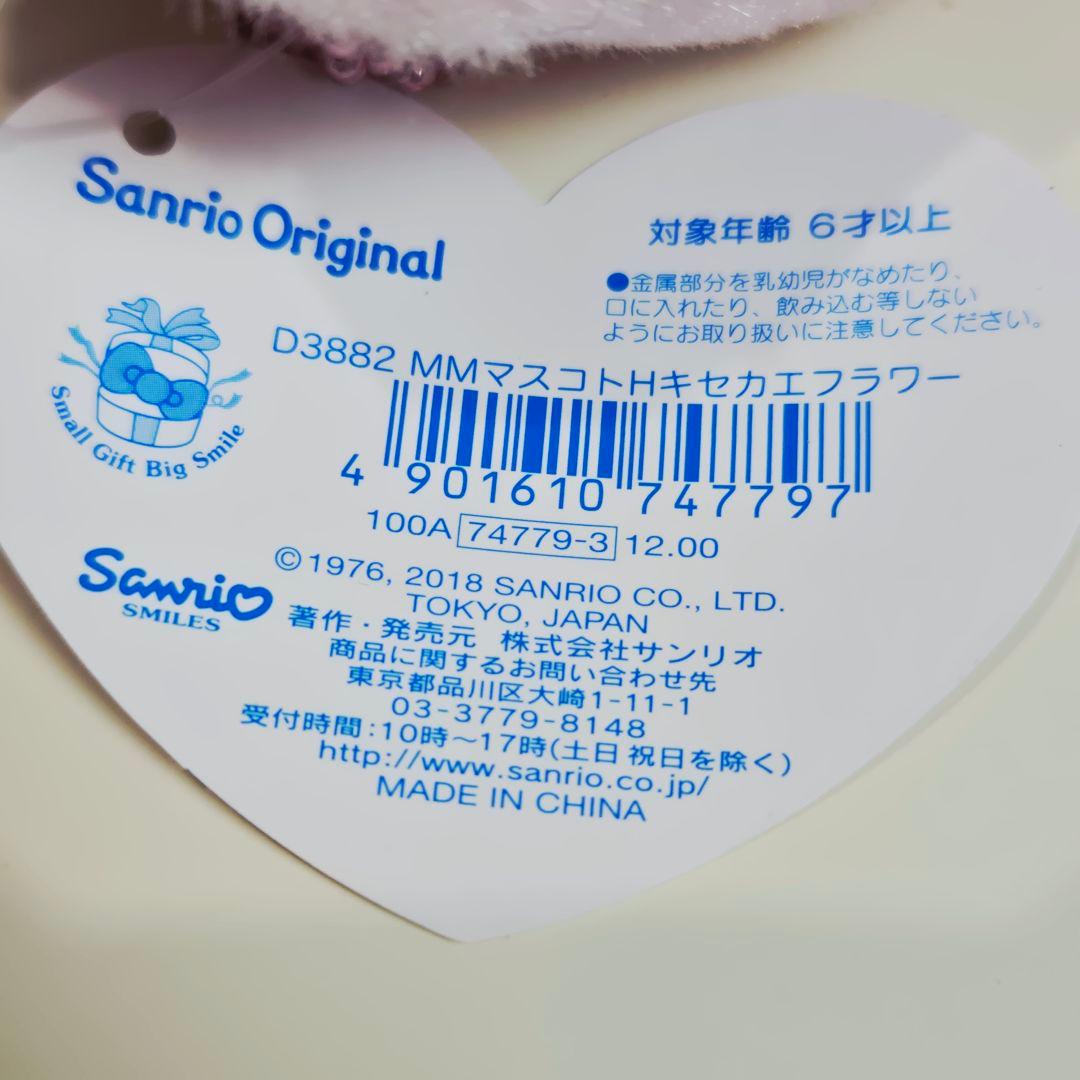 Sanrio Original
Small Gift Big Smile
対象年齢 6才以上
●金属部分を乳幼児がなめたり、
口に入れたり、飲み込む等しない
ようにお取り扱いに注意してください。
D3882 MMマスコトHキセカエフラワー
4 901610 747797
100A 74779-3 12.00
Sanrio
SMILES
©1976, 2018 SANRIO CO., LTD.
TOKYO, JAPAN
著作・発売元 株式会社サンリオ
商品に関するお問い合わせ先
東京都品川区大崎1-11-1
03-3779-8148
受付時間:10時～17時(土日 祝日を除く)
http://www.sanrio.co.jp/
MADE IN CHINA